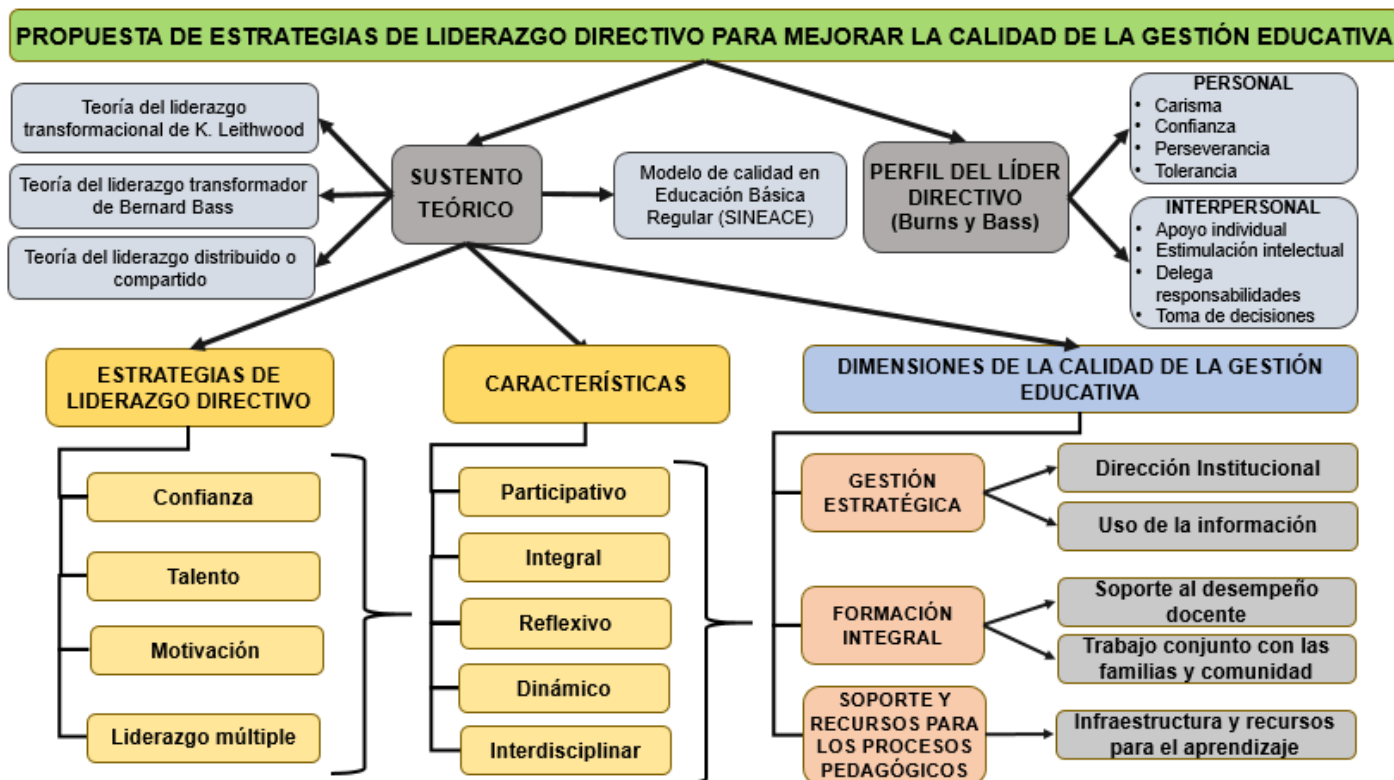 PROPUESTA DE ESTRATEGIAS DE LIDERAZGO DIRECTIVO PARA MEJORAR LA CALIDAD DE LA GESTIÓN EDUCATIVA
Teoría del liderazgo
transformacional de K. Leithwood
Teoría del liderazgo transformador
de Bernard Bass
Teoría del liderazgo distribuido o
compartido
SUSTENTO
TEÓRICO
Modelo de calidad en
Educación Básica
Regular (SINEACE)
PERFIL DEL LÍDER
DIRECTIVO
(Burns y Bass)
PERSONAL
• Carisma
• Confianza
• Perseverancia
• Tolerancia
INTERPERSONAL
• Apoyo individual
• Estimulación intelectual
• Delega
responsabilidades
• Toma de decisiones
ESTRATEGIAS DE
LIDERAZGO DIRECTIVO
Confianza
Talento
Motivación
Liderazgo múltiple
CARACTERÍSTICAS
Participativo
Integral
Reflexivo
Dinámico
Interdisciplinar
DIMENSIONES DE LA CALIDAD DE LA GESTIÓN
EDUCATIVA
GESTIÓN
ESTRATÉGICA
Dirección Institucional
Uso de la información
FORMACIÓN
INTEGRAL
Soporte al desempeño
docente
Trabajo conjunto con las
familias y comunidad
SOPORTE Y
RECURSOS PARA
LOS PROCESOS
PEDAGÓGICOS
Infraestructura y recursos
para el aprendizaje